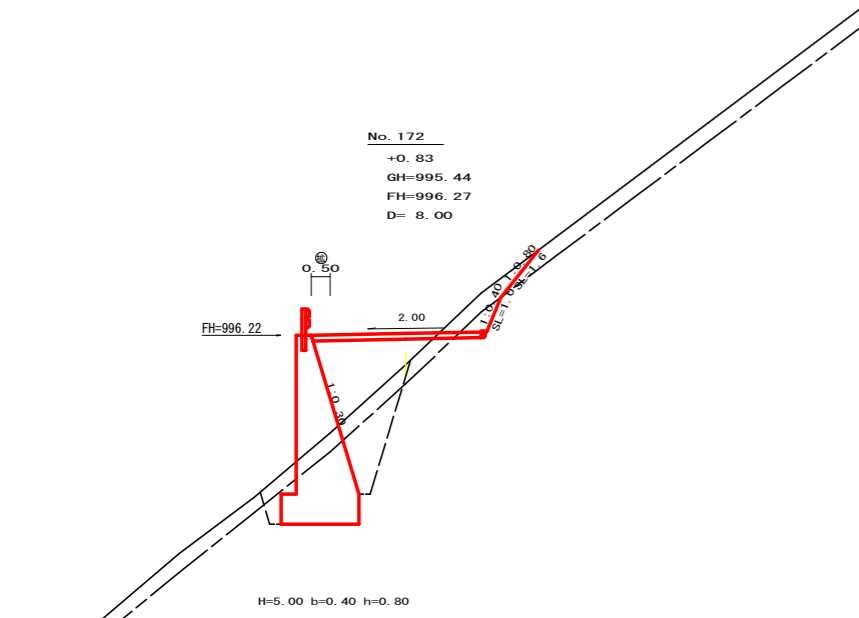 No. 172
+0. 83
GH=995. 44
FH=996. 27
D= 8. 00
0. 50
1:0. 80
SL=1. 6
1:0. 40
2. 00
FH=996. 22
1:0. 30
H=5. 00 b=0. 40 h=0. 80